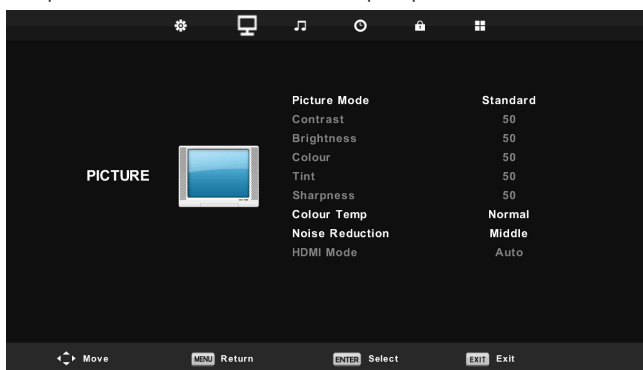 Picture Mode Standard
Contrast 50
Brightness 50
Colour 50
PICTURE
Tint 50
Sharpness 50
Colour Temp Normal
Noise Reduction Middle
HDMI Mode Auto
Move MENU Return ENTER Select EXIT Exit